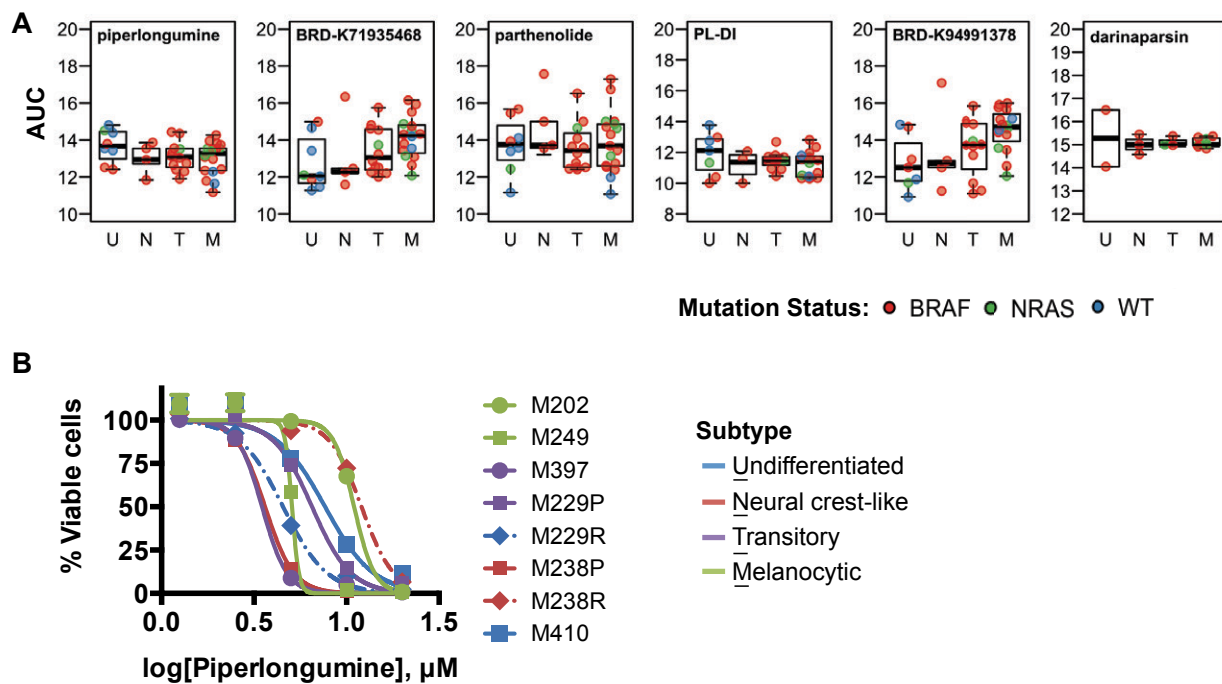 A
piperlongumine
BRD-K71935468
parthenolide
PL-DI
BRD-K94991378
darinaparsin
AUC
20
18
16
14
12
10
U N T M
20
18
16
14
12
10
U N T M
20
18
16
14
12
10
U N T M
20
18
16
14
12
10
8
U N T M
20
18
16
14
12
10
U N T M
20
19
18
17
16
15
14
13
12
U N T M
Mutation Status: BRAF NRAS WT
B
% Viable cells
100
75
50
25
0
0.0 0.5 1.0 1.5
log[Piperlongumine], µM
M202
M249
M397
M229P
M229R
M238P
M238R
M410
Subtype
Undifferentiated
Neural crest-like
Transitory
Melanocytic